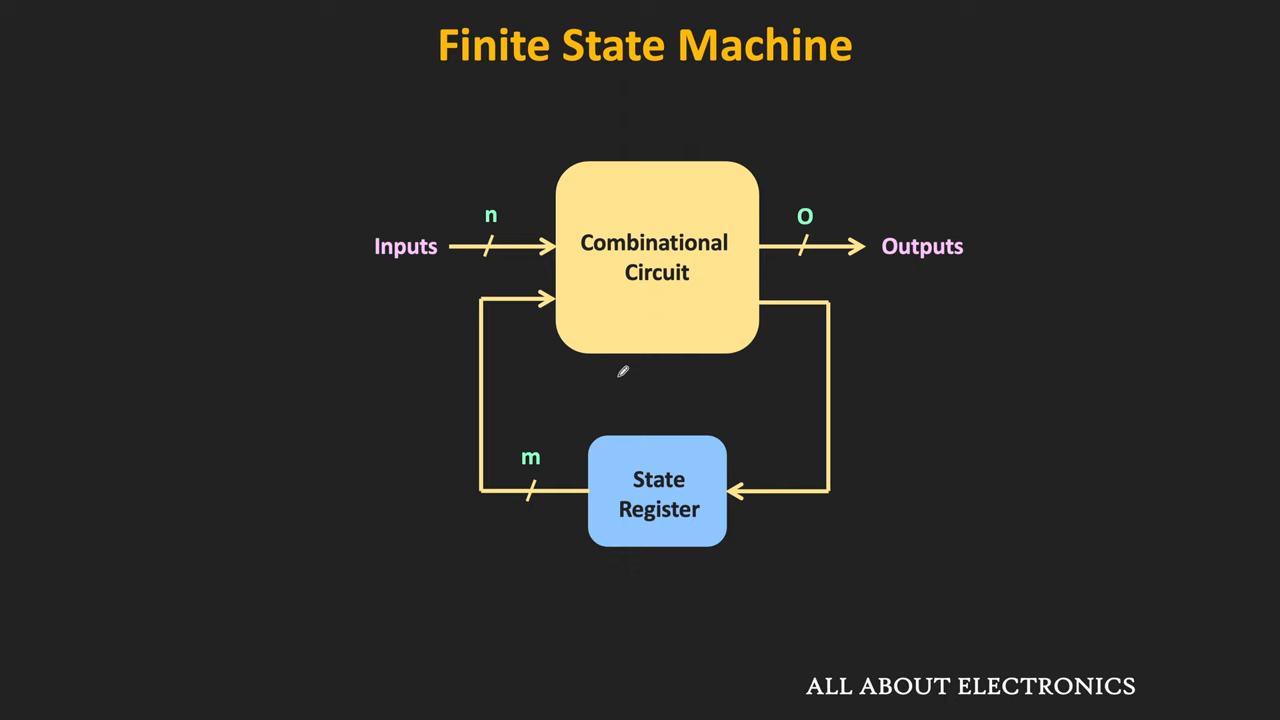 Finite State Machine
n
O
Inputs
Combinational
Circuit
Outputs
m
State
Register
ALL ABOUT ELECTRONICS